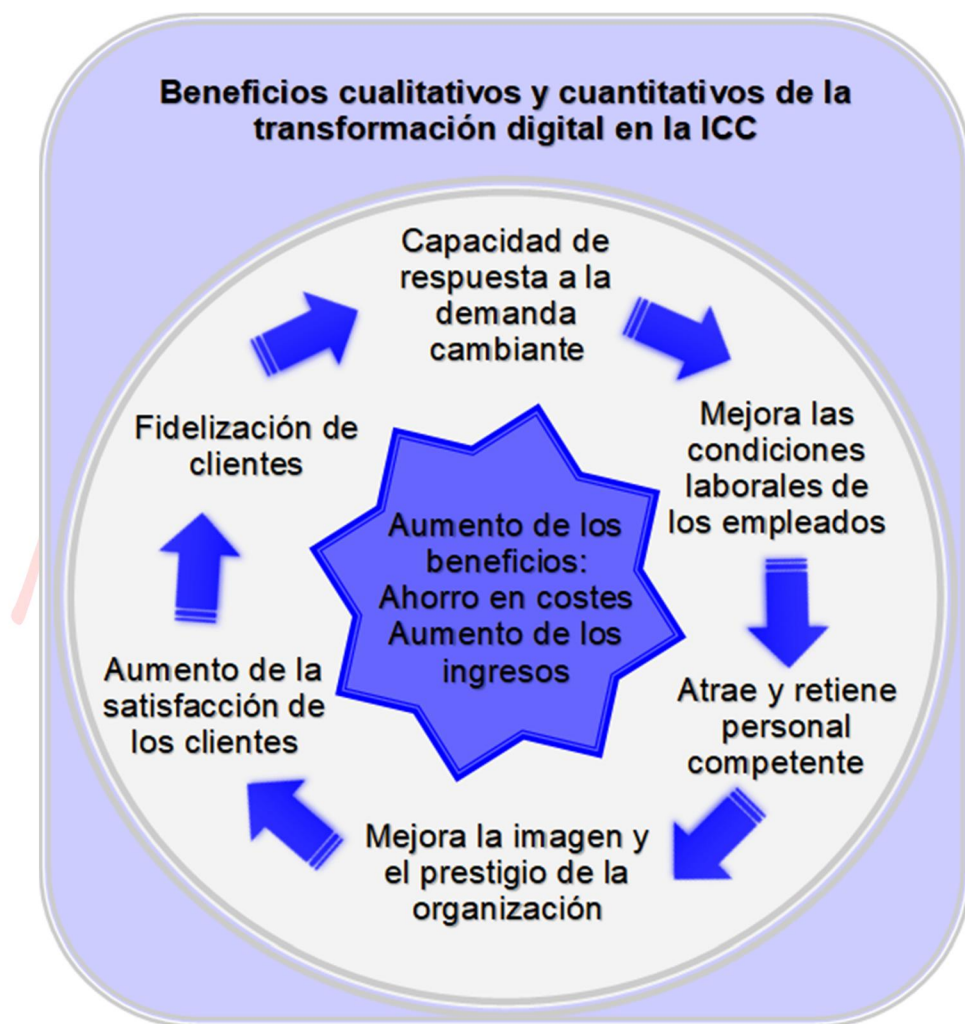 Beneficios cualitativos y cuantitativos de la
transformación digital en la ICC
Capacidad de
respuesta a la
demanda
cambiante
Mejora las
condiciones
laborales de
los empleados
Atrae y retiene
personal
competente
Mejora la imagen y
el prestigio de la
organización
Aumento de la
satisfacción de
los clientes
Fidelización de
clientes
Aumento de los
beneficios:
Ahorro en costes
Aumento de los
ingresos